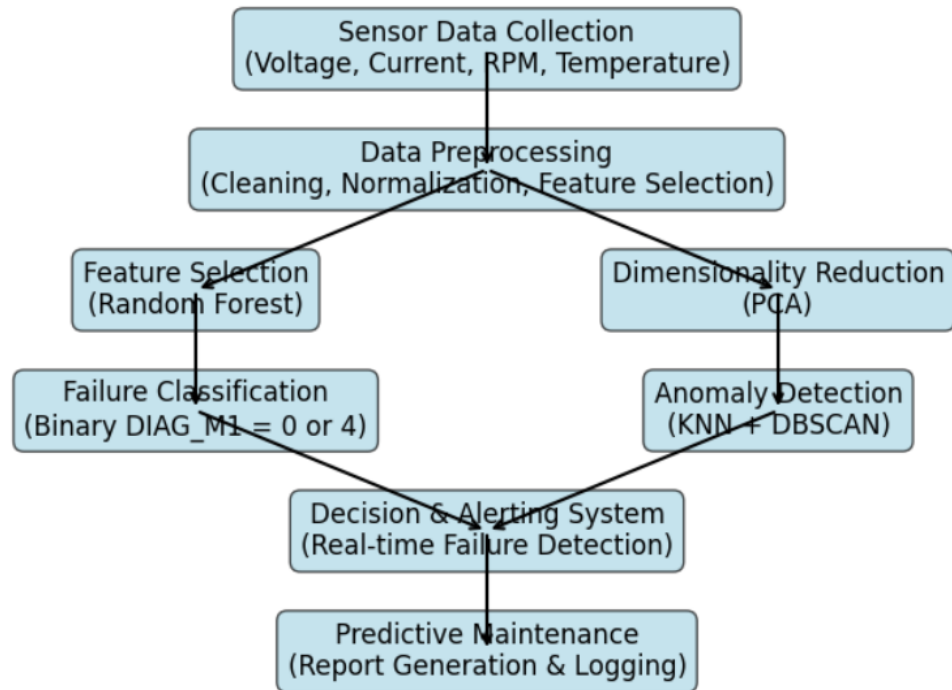 Sensor Data Collection
(Voltage, Current, RPM, Temperature)
Data Preprocessing
(Cleaning, Normalization, Feature Selection)
Feature Selection
(Random Forest)
Dimensionality Reduction
(PCA)
Failure Classification
(Binary DIAG_M1 = 0 or 4)
Anomaly Detection
(KNN + DBSCAN)
Decision & Alerting System
(Real-time Failure Detection)
Predictive Maintenance
(Report Generation & Logging)